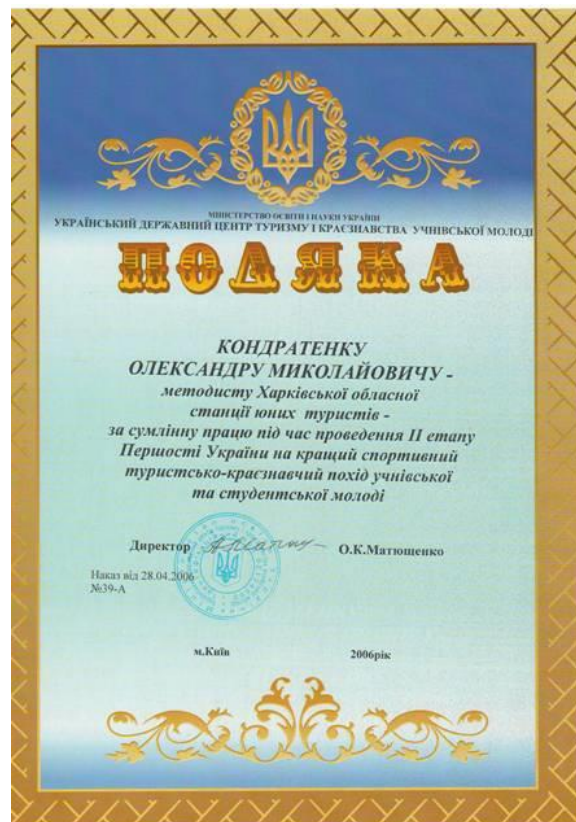 МІНІСТЕРСТВО ОСВІТИ І НАУКИ УКРАЇНИ
УКРАЇНСЬКИЙ ДЕРЖАВНИЙ ЦЕНТР ТУРИЗМУ І КРАЄЗНАВСТВА УЧНІВСЬКОЇ МОЛОДІ
ПОДЯКА
КОНДРАТЕНКУ
ОЛЕКСАНДРУ МИКОЛАЙОВИЧУ -
методисту Харківської обласної
станції юних туристів -
за сумлінну працю під час проведення ІІ етапу
Першості України на кращий спортивний
туристсько-краєзнавчий похід учнівської
та студентської молоді
Директор О.К.Матющенко
Наказ від 28.04.2006
№39-А
м.Київ 2006рік